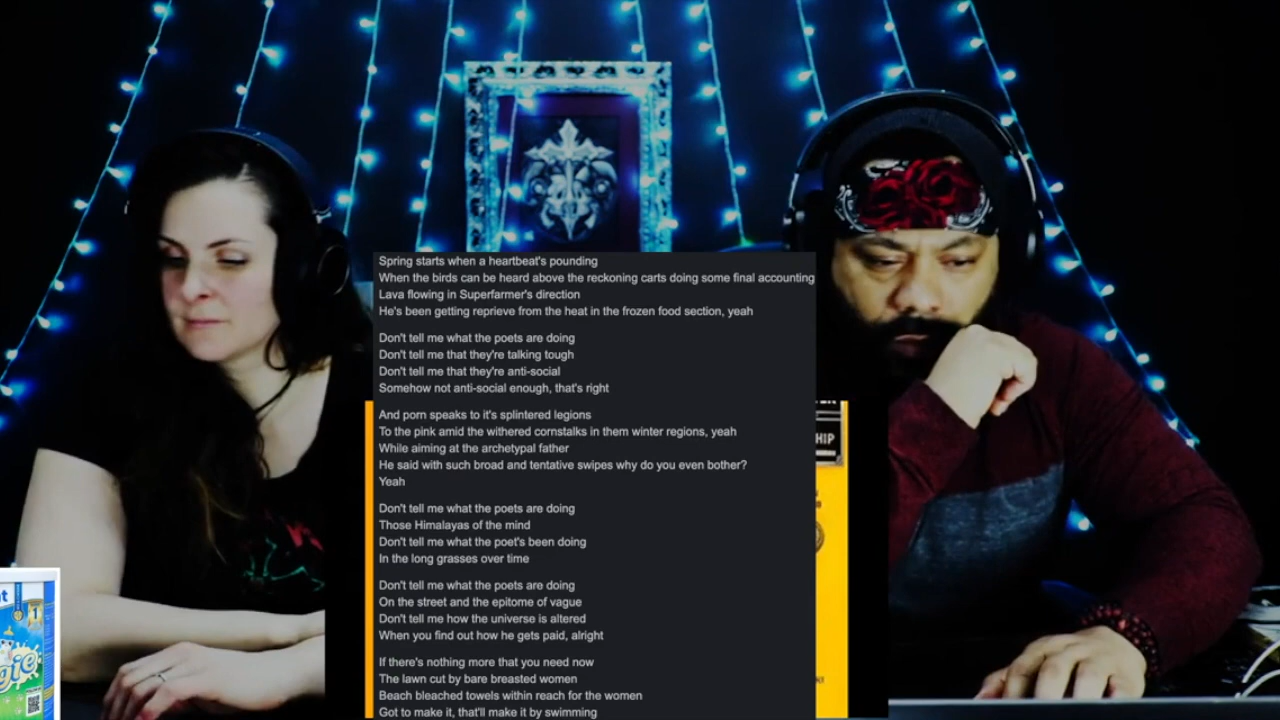 Spring starts when a heartbeat's pounding
When the birds can be heard above the reckoning carts doing some final accounting
Lava flowing in Superfarmer's direction
He's been getting reprieve from the heat in the frozen food section, yeah
Don't tell me what the poets are doing
Don't tell me that they're talking tough
Don't tell me that they're anti-social
Somehow not anti-social enough, that's right
And porn speaks to it's splintered legions
To the pink amid the withered cornstalks in them winter regions, yeah
While aiming at the archetypal father
He said with such broad and tentative swipes why do you even bother?
Yeah
Don't tell me what the poets are doing
Those Himalayas of the mind
Don't tell me what the poet's been doing
In the long grasses over time
Don't tell me what the poets are doing
On the street and the epitome of vague
Don't tell me how the universe is altered
When you find out how he gets paid, alright
If there's nothing more that you need now
The lawn cut by bare breasted women
Beach bleached towels within reach for the women
Got to make it, that'll make it by swimming
HIP
1